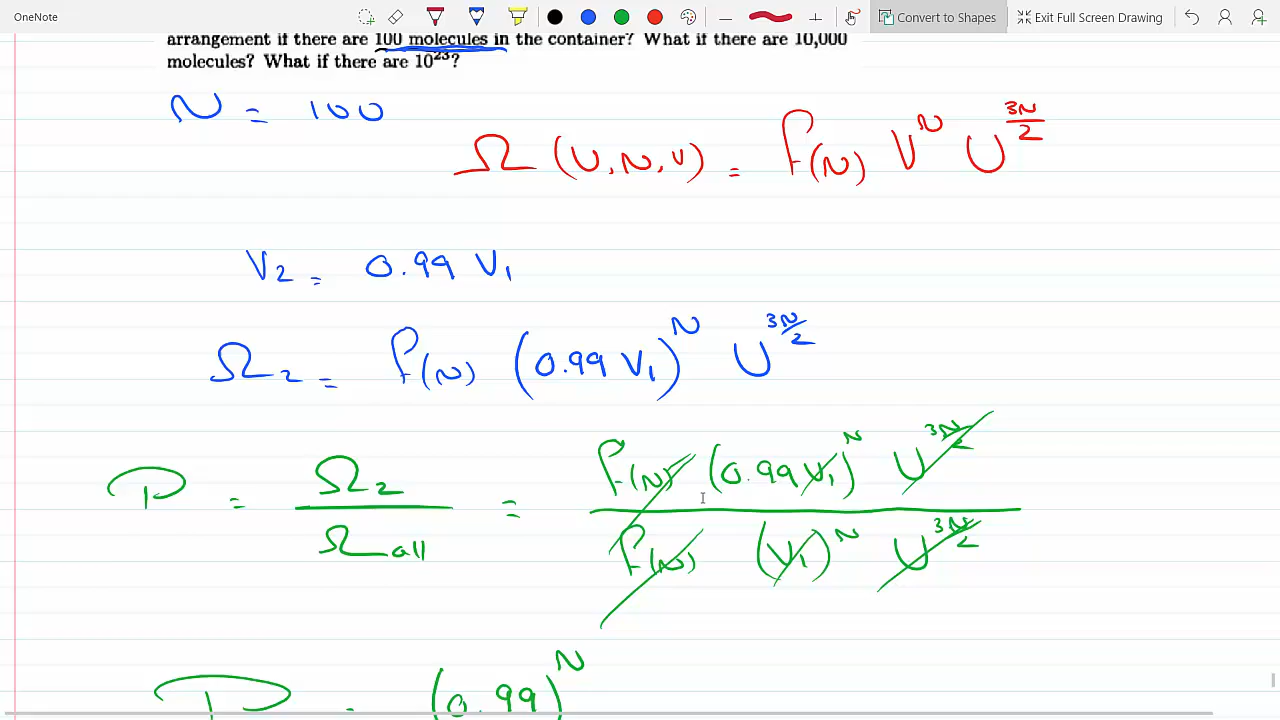 OneNote
Convert to Shapes
Exit Full Screen Drawing
arrangement if there are 100 molecules in the container? What if there are 10,000
molecules? What if there are 10²³?
N = 100
Ω (U, N, V) = f(N) V^N U^(3N/2)
V₂ = 0.99 V₁
Ω₂ = f(N) (0.99 V₁)^N U^(3N/2)
P = Ω₂ / Ω all = f(N) (0.99 V₁)^N U^(3N/2) / f(N) (V₁)^N U^(3N/2)
P = (0.99)^N